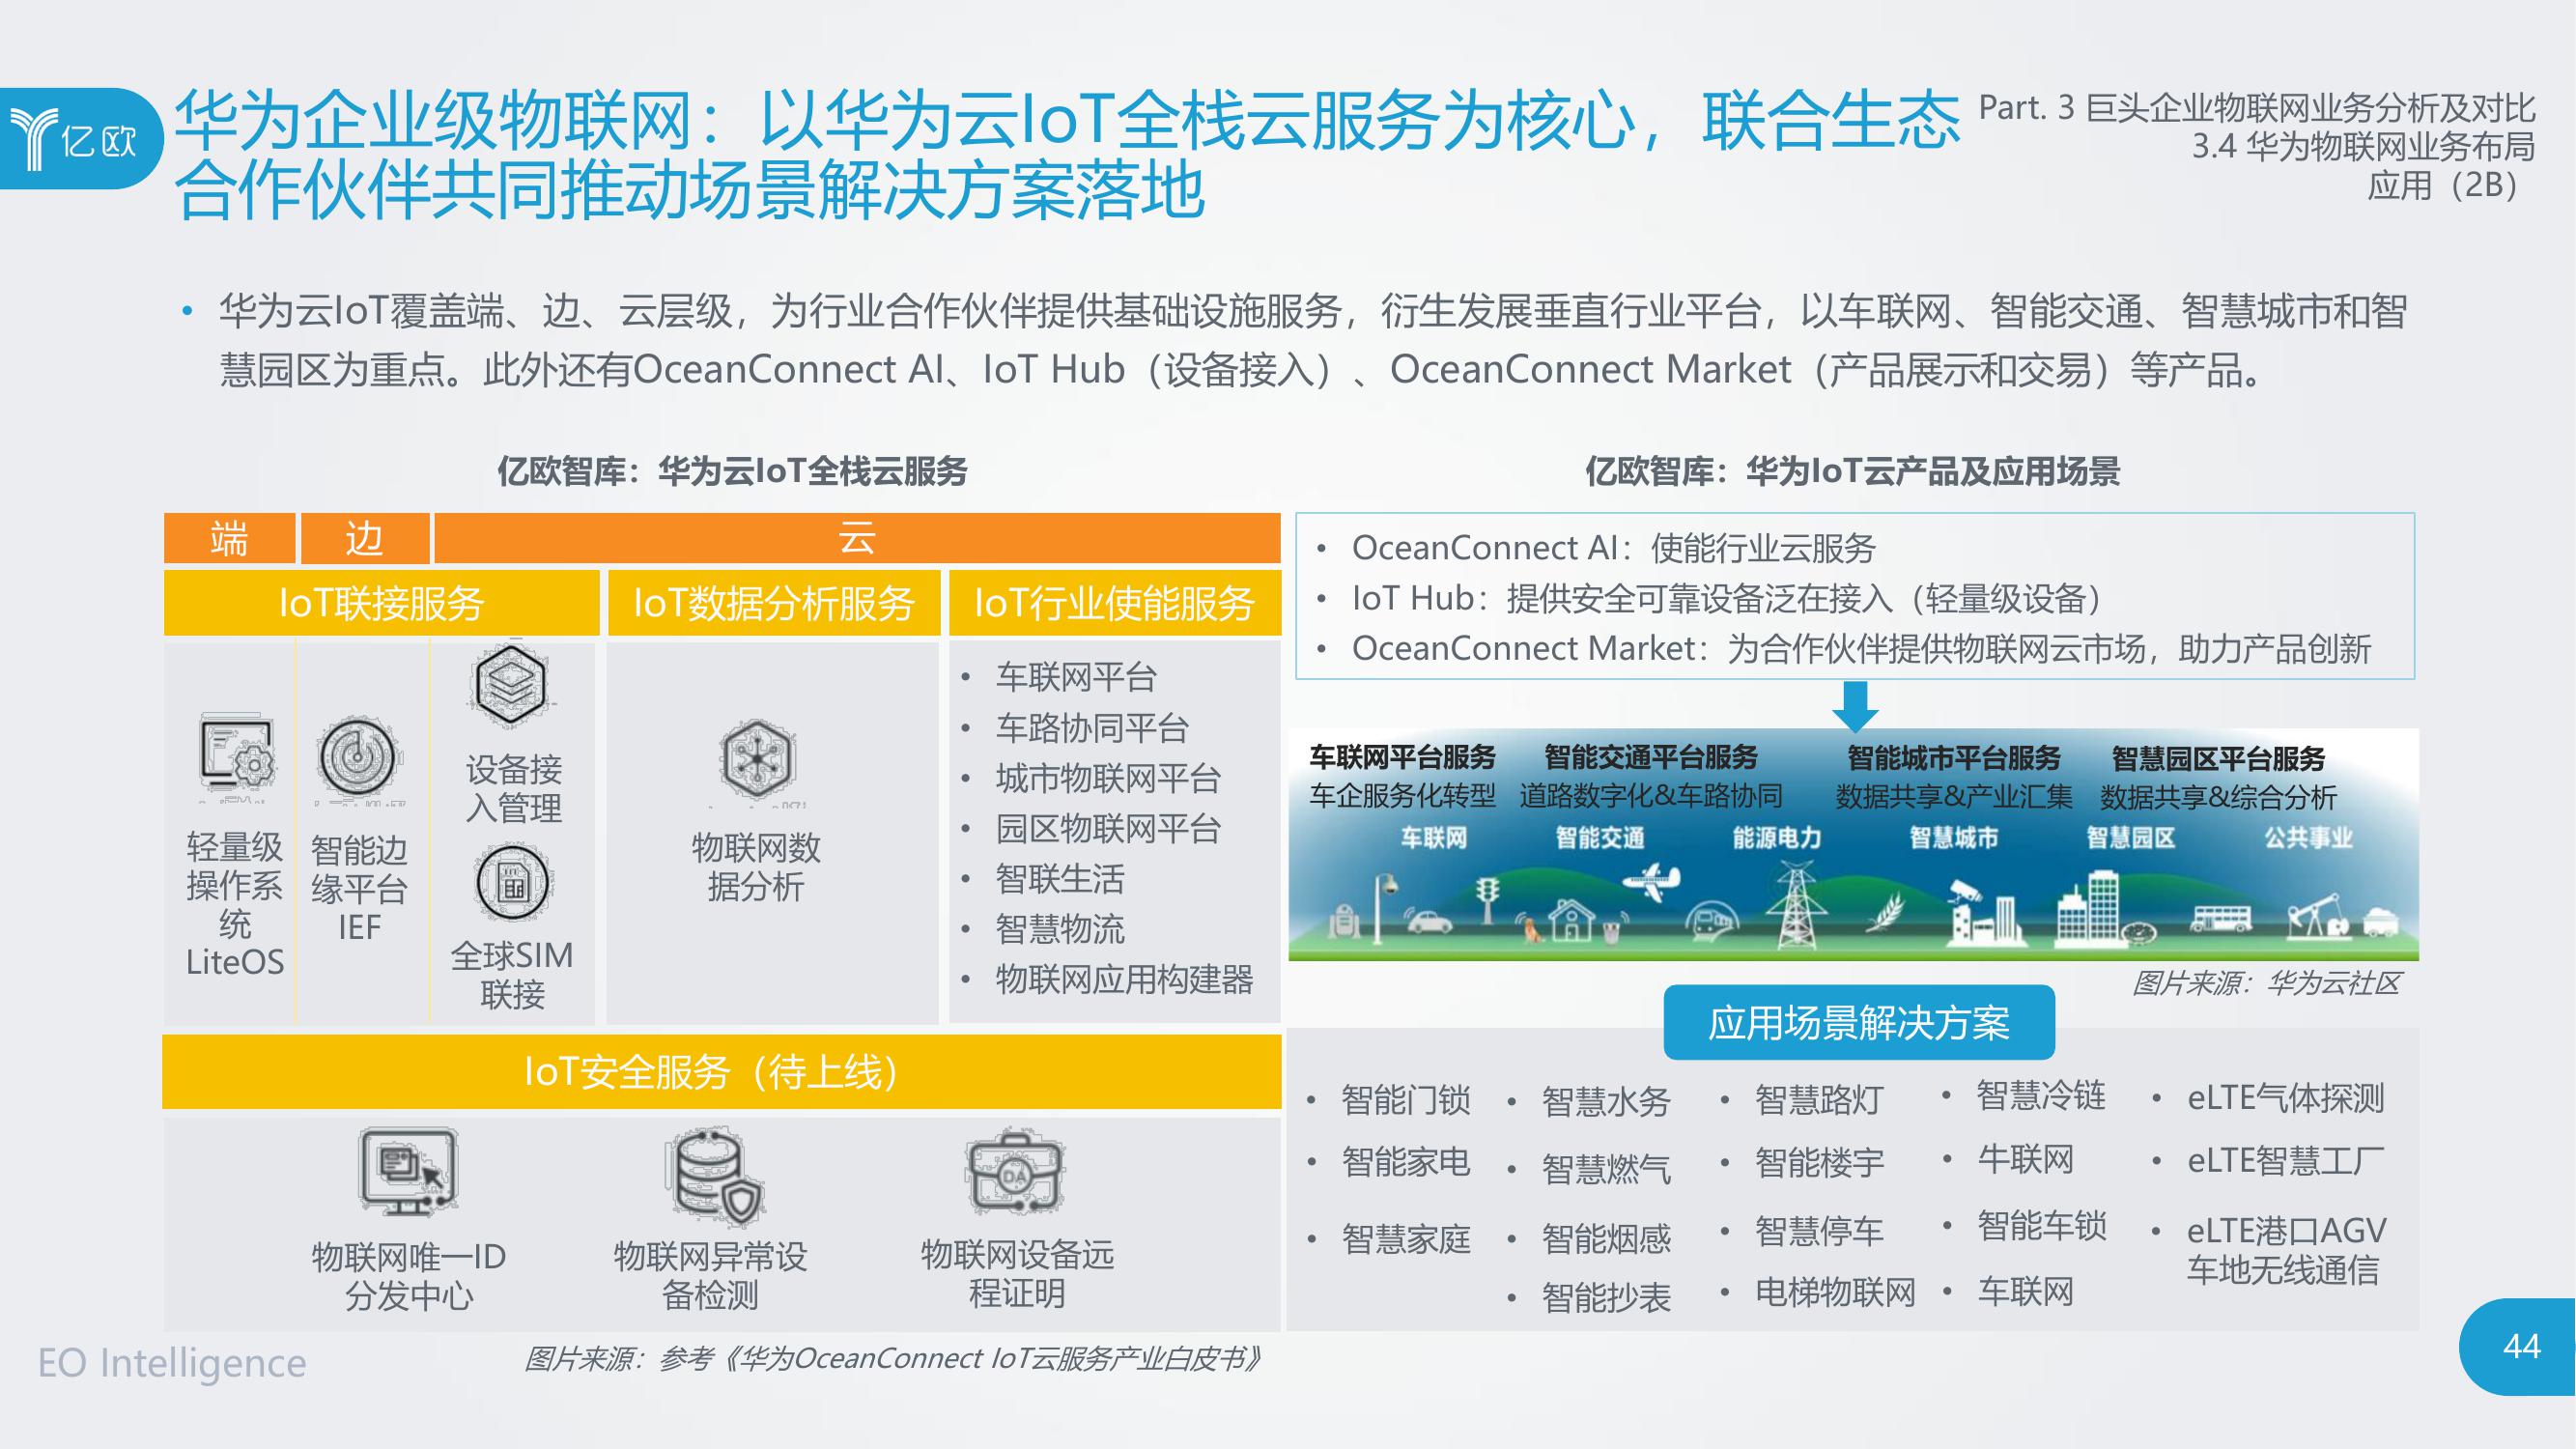 亿欧
华为企业级物联网：以华为云IoT全栈云服务为核心，联合生态
合作伙伴共同推动场景解决方案落地
Part. 3 巨头企业物联网业务分析及对比
3.4 华为物联网业务布局
应用（2B）
• 华为云IoT覆盖端、边、云层级，为行业合作伙伴提供基础设施服务，衍生发展垂直行业平台，以车联网、智能交通、智慧城市和智
慧园区为重点。此外还有OceanConnect AI、IoT Hub（设备接入）、OceanConnect Market（产品展示和交易）等产品。
亿欧智库：华为云IoT全栈云服务
端
边
云
IoT联接服务
IoT数据分析服务
IoT行业使能服务
轻量级
操作系
统
LiteOS
智能边
缘平台
IEF
设备接
入管理
全球SIM
联接
物联网数
据分析
• 车联网平台
• 车路协同平台
• 城市物联网平台
• 园区物联网平台
• 智联生活
• 智慧物流
• 物联网应用构建器
IoT安全服务（待上线）
物联网唯一ID
分发中心
物联网异常设
备检测
DA
物联网设备远
程证明
图片来源：参考《华为OceanConnect IoT云服务产业白皮书》
亿欧智库：华为IoT云产品及应用场景
• OceanConnect AI：使能行业云服务
• IoT Hub：提供安全可靠设备泛在接入（轻量级设备）
• OceanConnect Market：为合作伙伴提供物联网云市场，助力产品创新
车联网平台服务
车企服务化转型
智能交通平台服务
道路数字化&车路协同
智能城市平台服务
数据共享&产业汇集
智慧园区平台服务
数据共享&综合分析
车联网 智能交通 能源电力 智慧城市 智慧园区 公共事业
图片来源：华为云社区
应用场景解决方案
• 智能门锁
• 智能家电
• 智慧家庭
• 智慧水务
• 智慧燃气
• 智能烟感
• 智能抄表
• 智慧路灯
• 智能楼宇
• 智慧停车
• 电梯物联网
• 智慧冷链
• 牛联网
• 智能车锁
• 车联网
• eLTE气体探测
• eLTE智慧工厂
• eLTE港口AGV
车地无线通信
EO Intelligence
44